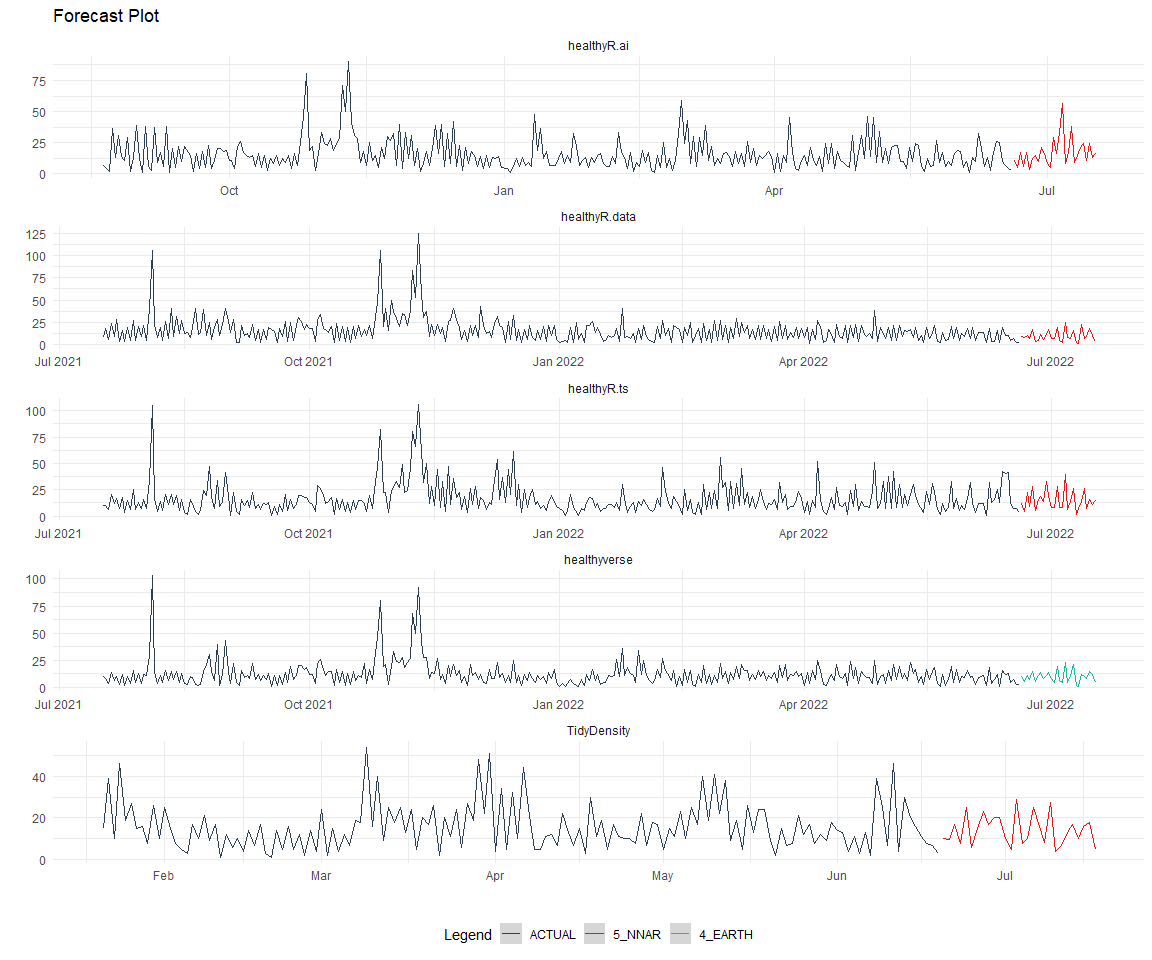 Forecast Plot
healthyR.ai
75
50
25
0
Oct Jan Apr Jul
healthyR.data
125
100
75
50
25
0
Jul 2021 Oct 2021 Jan 2022 Apr 2022 Jul 2022
healthyR.ts
100
75
50
25
0
Jul 2021 Oct 2021 Jan 2022 Apr 2022 Jul 2022
healthyverse
100
75
50
25
0
Jul 2021 Oct 2021 Jan 2022 Apr 2022 Jul 2022
TidyDensity
40
20
0
Feb Mar Apr May Jun Jul
Legend ACTUAL 5_NNAR 4_EARTH